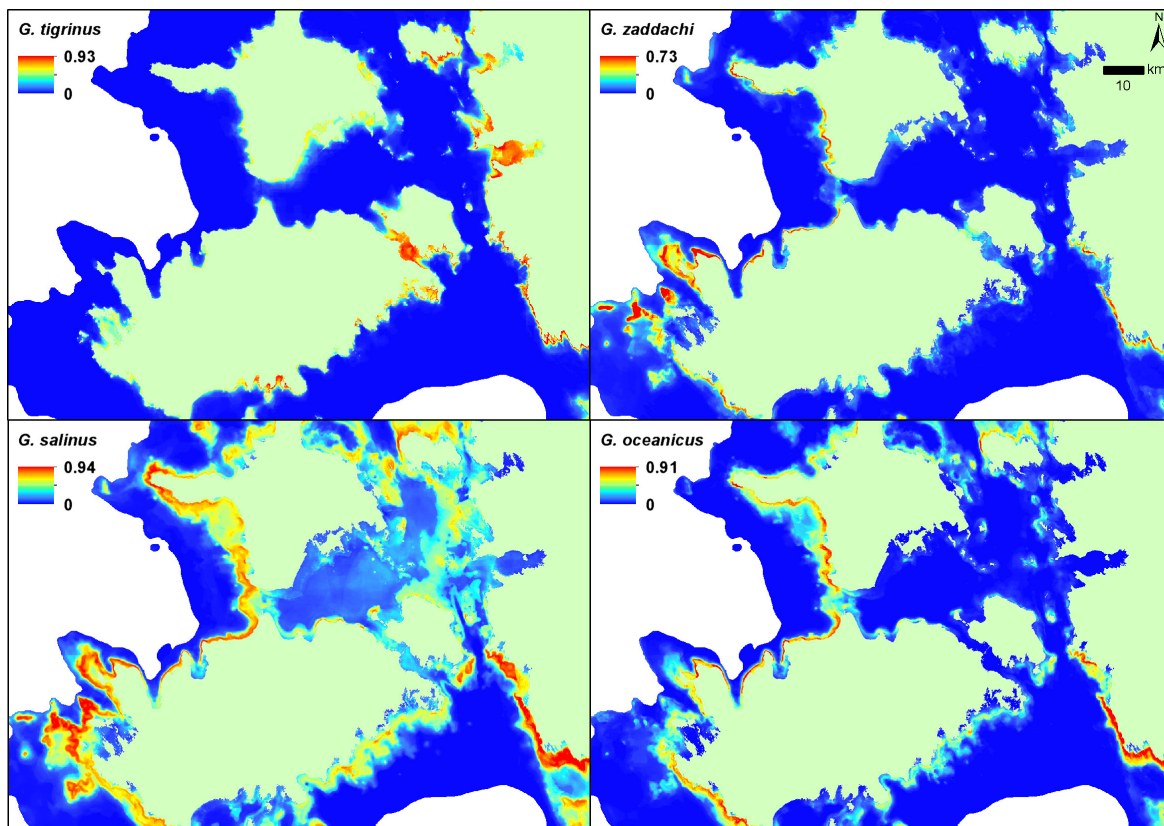 G. tigrinus
0.93
0
G. zaddachi
0.73
0
N
km
10
G. salinus
0.94
0
G. oceanicus
0.91
0